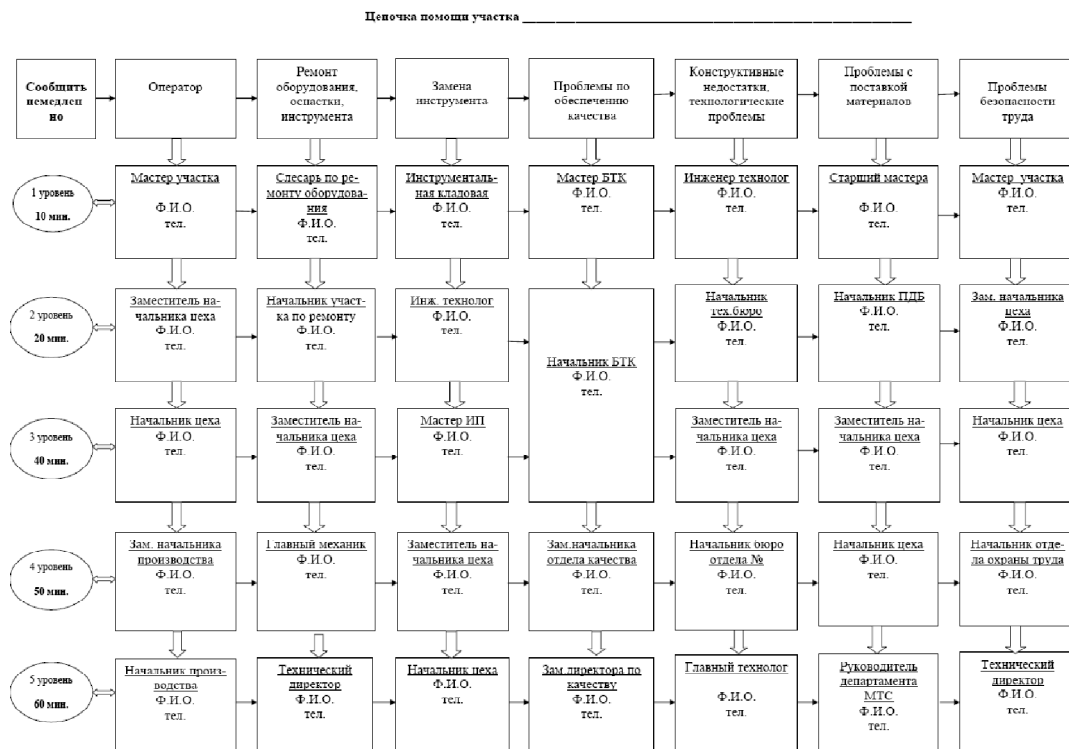 Цепочка помощи участка
Сообщить
немедлен
но
Оператор
Ремонт
оборудования,
оснастки,
инструмента
Замена
инструмента
Проблемы по
обеспечению
качества
Конструктивные
недостатки,
технологические
проблемы
Проблемы с
поставкой
материалов
Проблемы
безопасности
труда
1 уровень
10 мин.
Мастер участка
Ф.И.О.
тел.
Слесарь по ре-
монту оборудова-
ния
Ф.И.О.
тел.
Инструменталь-
ная кладовая
Ф.И.О.
тел.
Мастер БТК
Ф.И.О.
тел.
Инженер технолог
Ф.И.О.
тел.
Старший мастера
Ф.И.О.
тел.
Мастер участка
Ф.И.О.
тел.
2 уровень
20 мин.
Заместитель на-
чальника цеха
Ф.И.О.
тел.
Начальник участ-
ка по ремонту
Ф.И.О.
тел.
Инж. технолог
Ф.И.О.
тел.
Начальник БТК
Ф.И.О.
тел.
Начальник
тех.бюро
Ф.И.О.
тел.
Начальник ПДБ
Ф.И.О.
тел.
Зам. начальника
цеха
Ф.И.О.
тел.
3 уровень
40 мин.
Начальник цеха
Ф.И.О.
тел.
Заместитель на-
чальника цеха
Ф.И.О.
тел.
Мастер ИП
Ф.И.О.
тел.
Заместитель на-
чальника цеха
Ф.И.О.
тел.
Заместитель на-
чальника цеха
Ф.И.О.
тел.
Начальник цеха
Ф.И.О.
тел.
4 уровень
50 мин.
Зам. начальника
производства
Ф.И.О.
тел.
Главный механик
Ф.И.О.
тел.
Заместитель на-
чальника цеха
Ф.И.О.
тел.
Зам.начальника
отдела качества
Ф.И.О.
тел.
Начальник бюро
отдела №
Ф.И.О.
тел.
Начальник цеха
Ф.И.О.
тел.
Начальник отде-
ла охраны труда
Ф.И.О.
тел.
5 уровень
60 мин.
Начальник произ-
водства
Ф.И.О.
тел.
Технический
директор
Ф.И.О.
тел.
Начальник цеха
Ф.И.О.
тел.
Зам.директора по
качеству
Ф.И.О.
тел.
Главный технолог
Ф.И.О.
тел.
Руководитель
департамента
МТС
Ф.И.О.
тел.
Технический
директор
Ф.И.О.
тел.